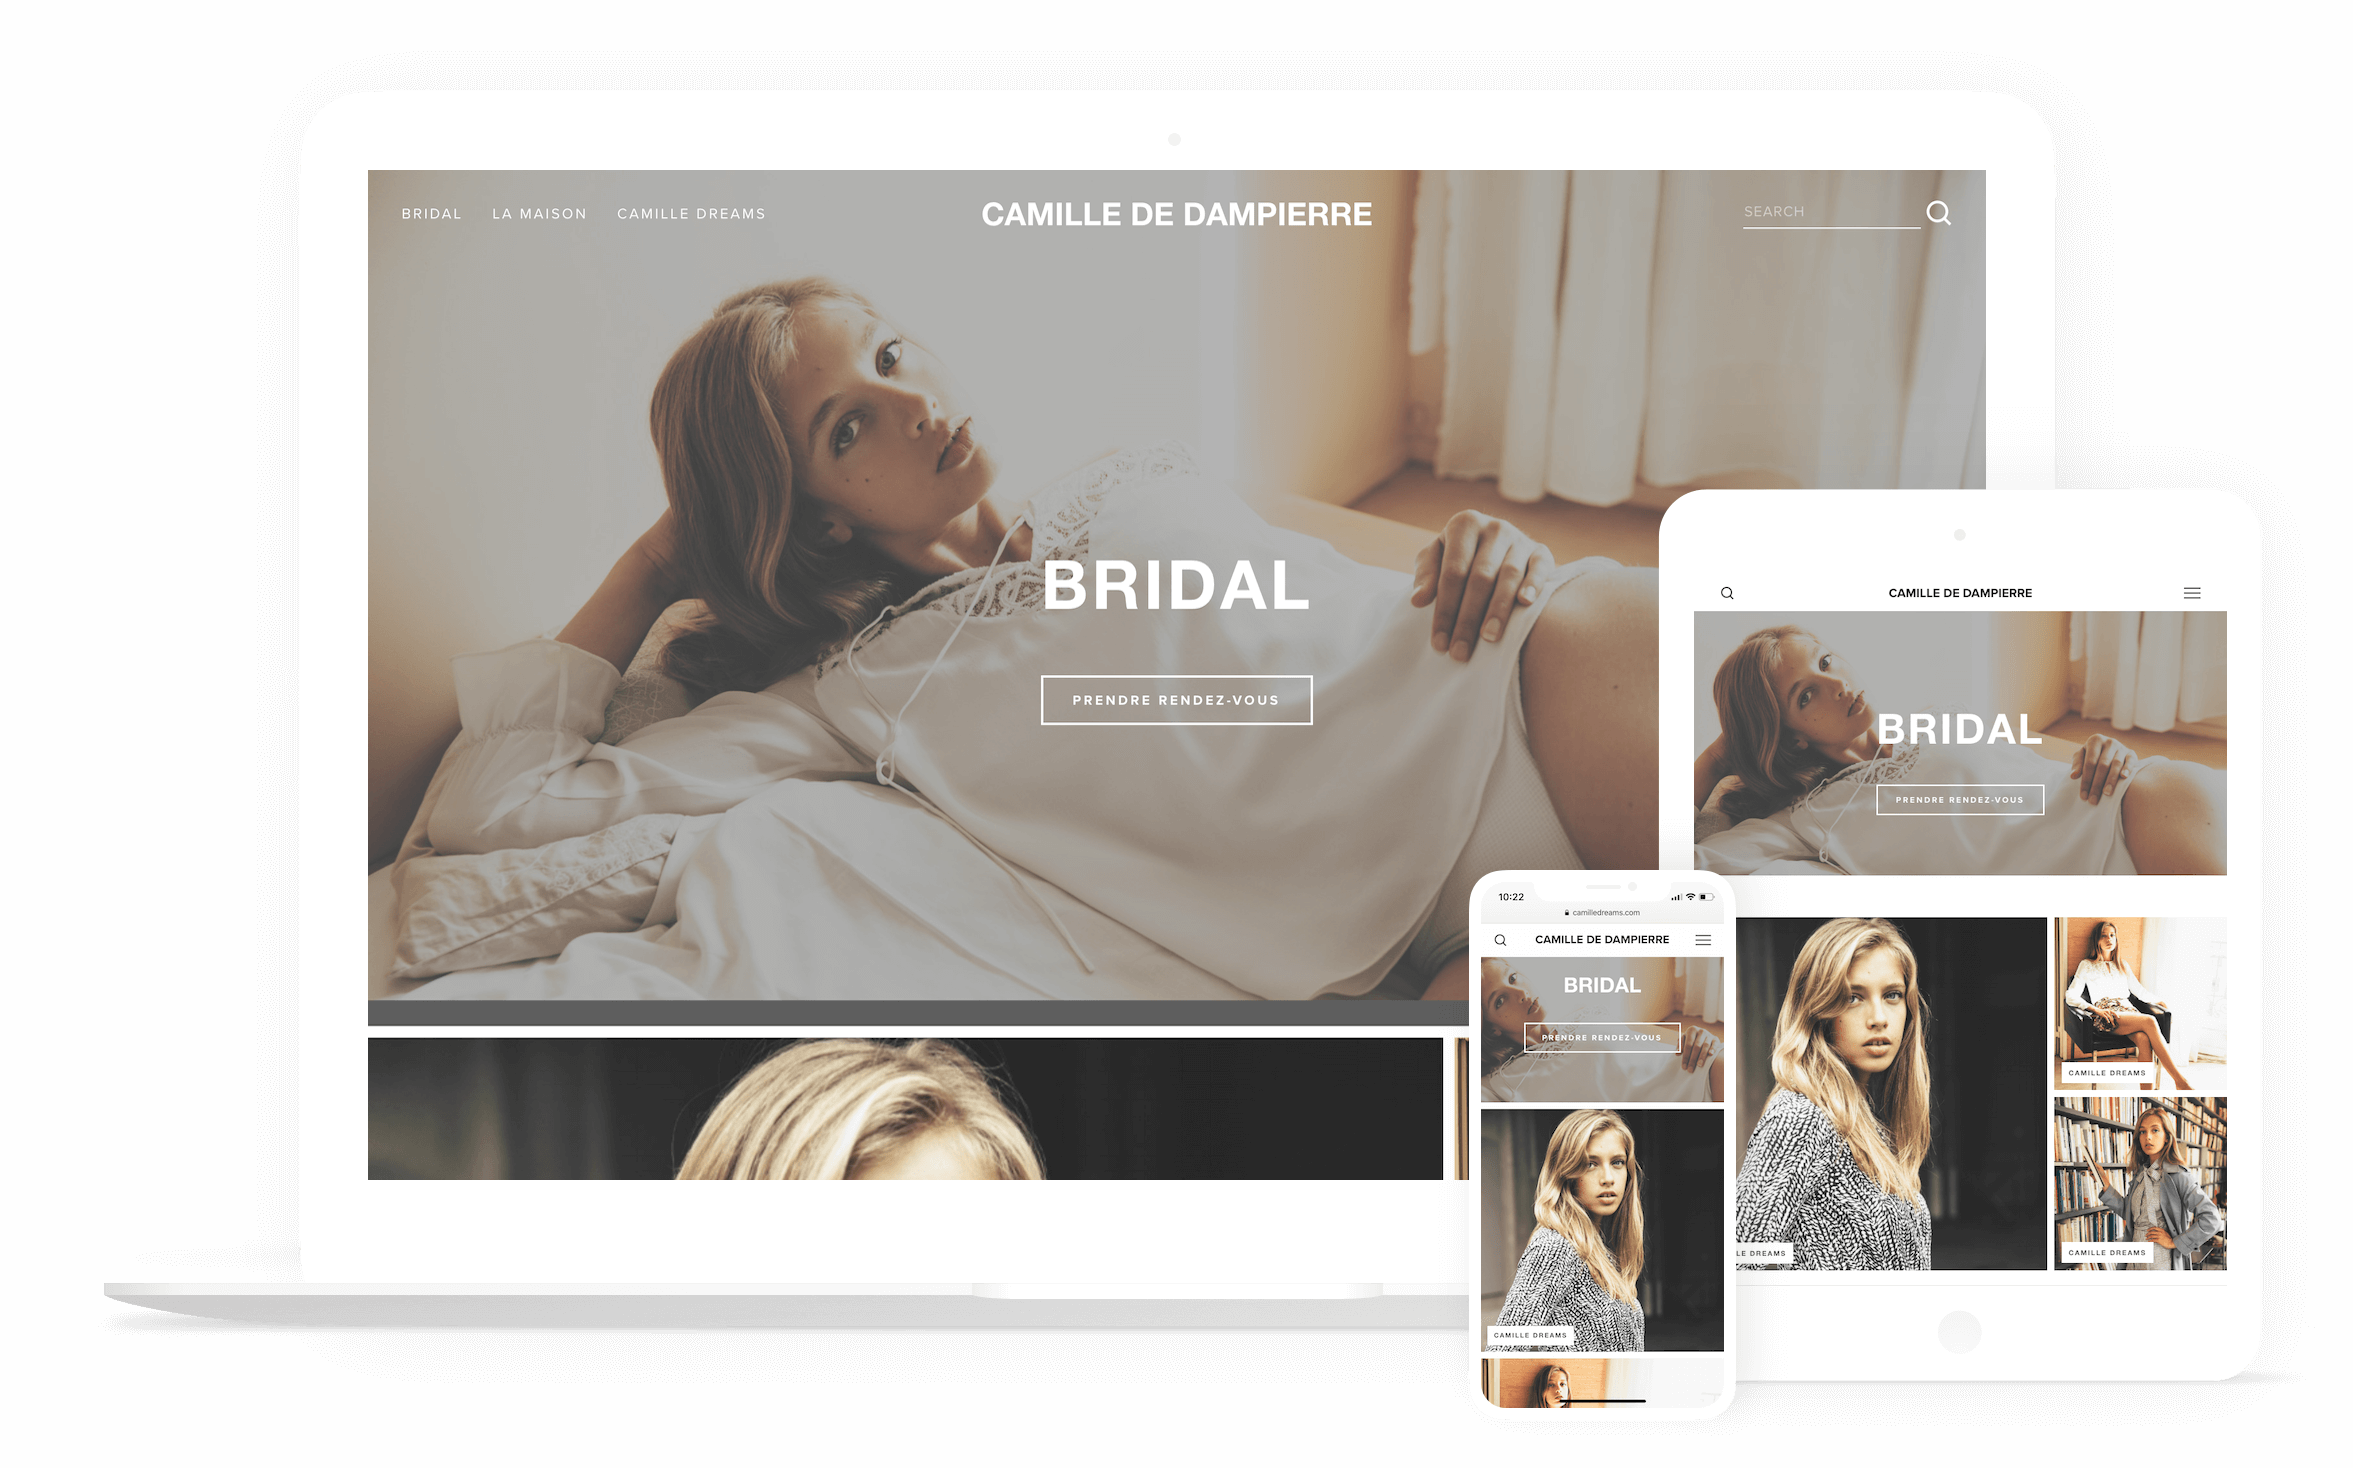 BRIDAL LA MAISON CAMILLE DREAMS CAMILLE DE DAMPIERRE SEARCH
BRIDAL
PRENDRE RENDEZ-VOUS
CAMILLE DE DAMPIERRE
BRIDAL
PRENDRE RENDEZ-VOUS
CAMILLE DREAMS
LE DREAMS
CAMILLE DREAMS
10:22
camilledreams.com
CAMILLE DE DAMPIERRE
BRIDAL
PRENDRE RENDEZ-VOUS
CAMILLE DREAMS